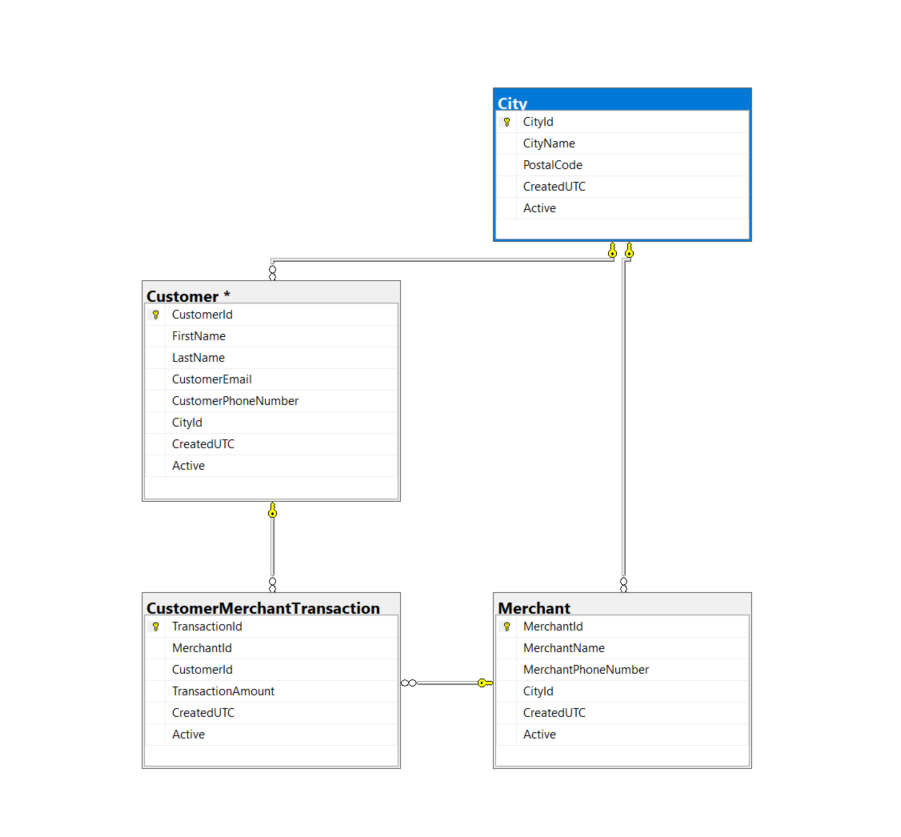 City
CityId
CityName
PostalCode
CreatedUTC
Active
Customer *
CustomerId
FirstName
LastName
CustomerEmail
CustomerPhoneNumber
CityId
CreatedUTC
Active
CustomerMerchantTransaction
TransactionId
MerchantId
CustomerId
TransactionAmount
CreatedUTC
Active
Merchant
MerchantId
MerchantName
MerchantPhoneNumber
CityId
CreatedUTC
Active